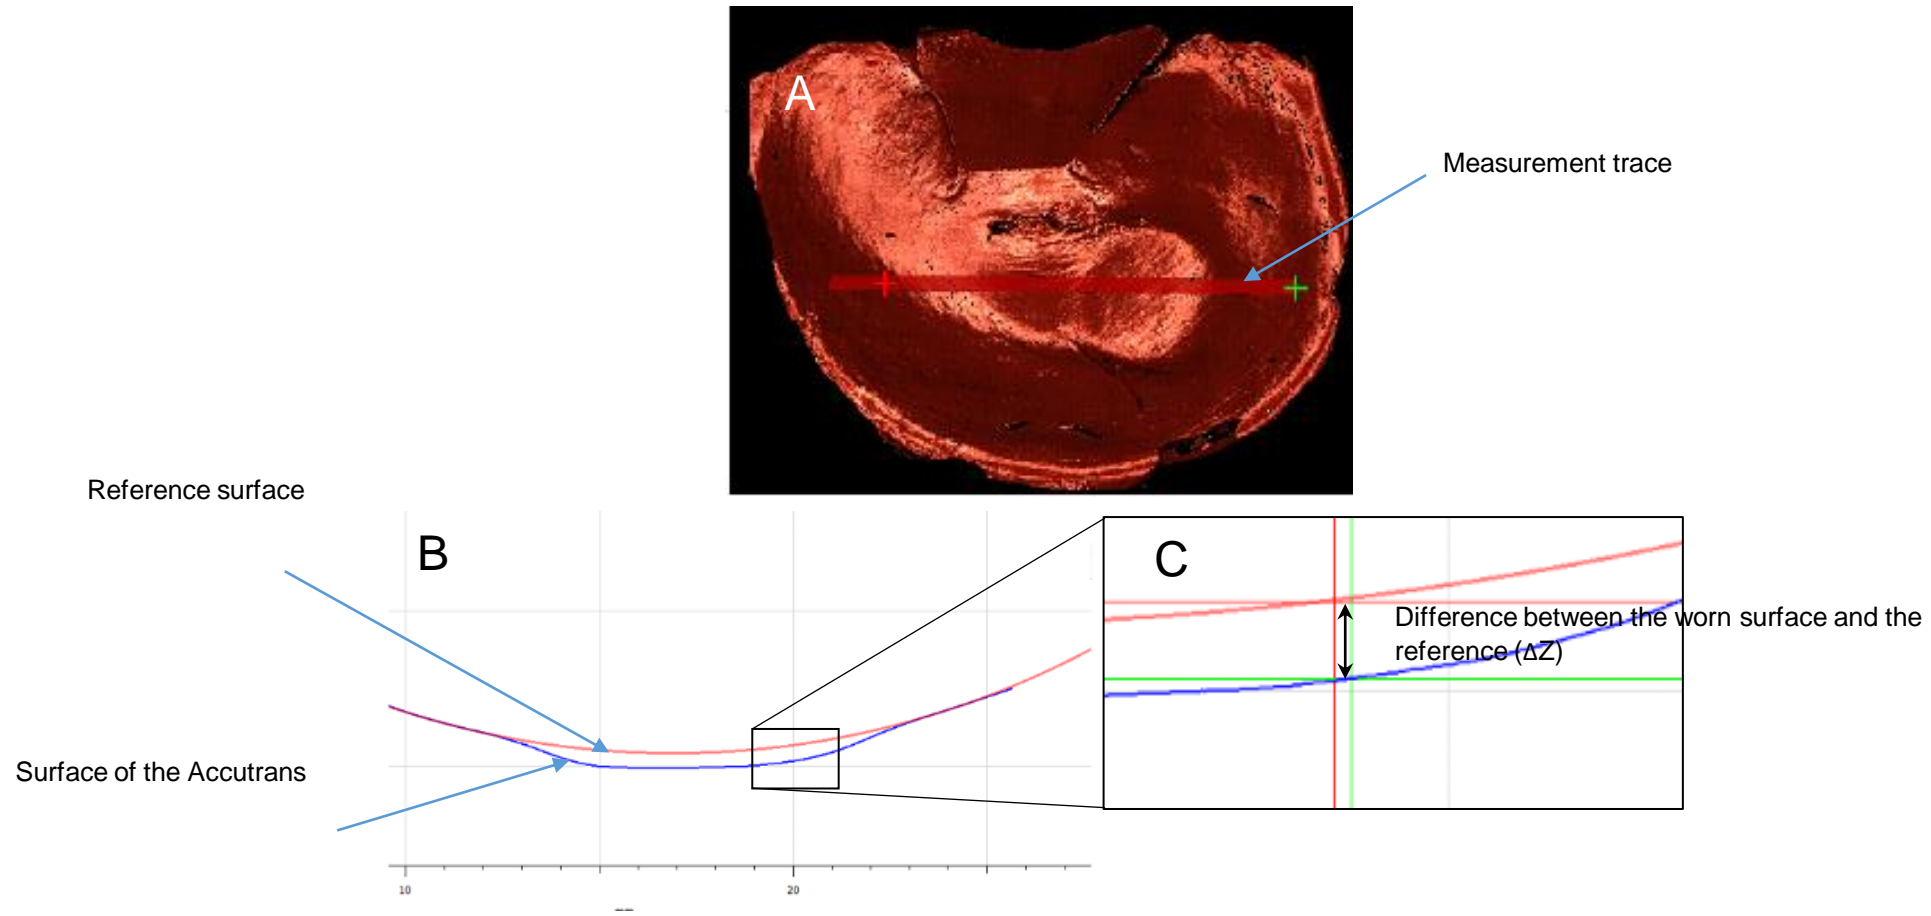 A
Measurement trace
Reference surface
B
C
Difference between the worn surface and the
reference (ΔZ)
Surface of the Accutrans
10
20